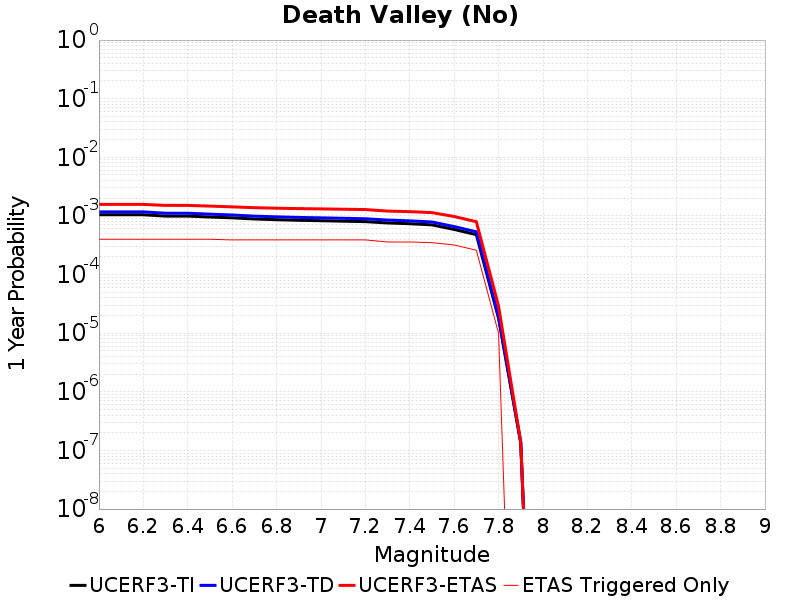 Death Valley (No)
1 Year Probability
10^0
10^-1
10^-2
10^-3
10^-4
10^-5
10^-6
10^-7
10^-8
6 6.2 6.4 6.6 6.8 7 7.2 7.4 7.6 7.8 8 8.2 8.4 8.6 8.8 9
Magnitude
UCERF3-TI UCERF3-TD UCERF3-ETAS ETAS Triggered Only